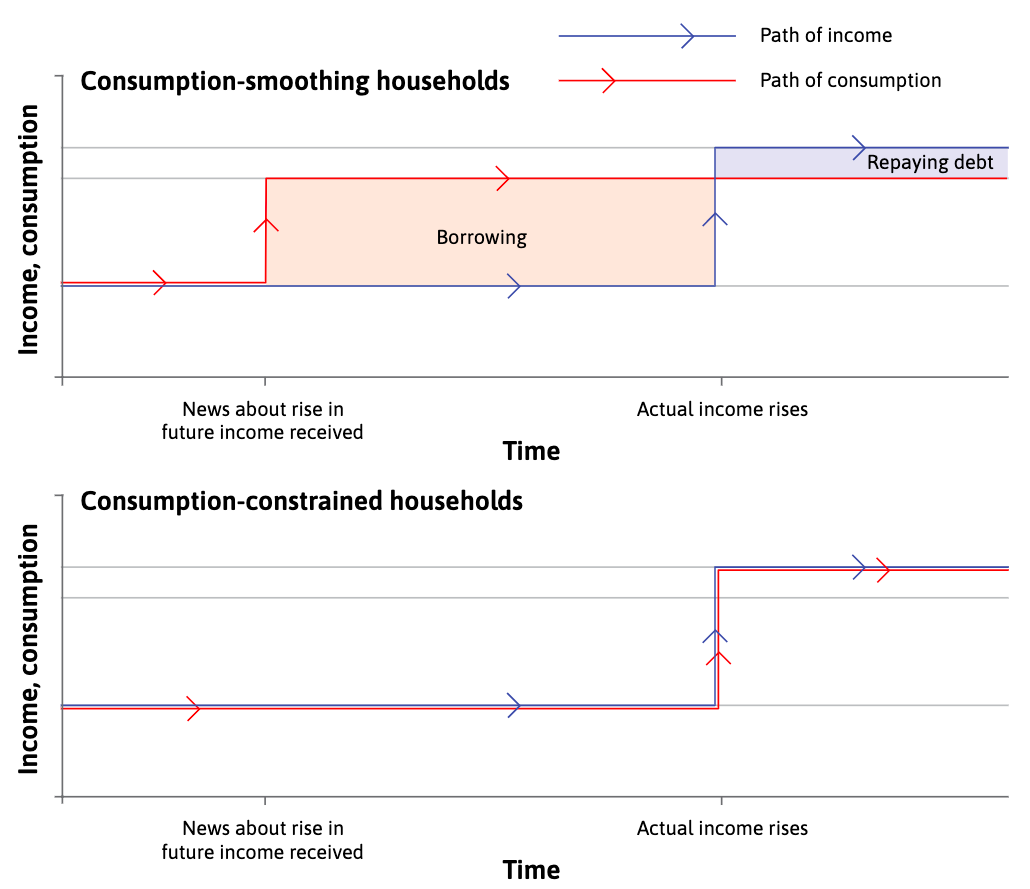 Path of income
Path of consumption
Consumption-smoothing households
Income, consumption
Repaying debt
Borrowing
News about rise in
future income received
Actual income rises
Time
Consumption-constrained households
Income, consumption
News about rise in
future income received
Actual income rises
Time